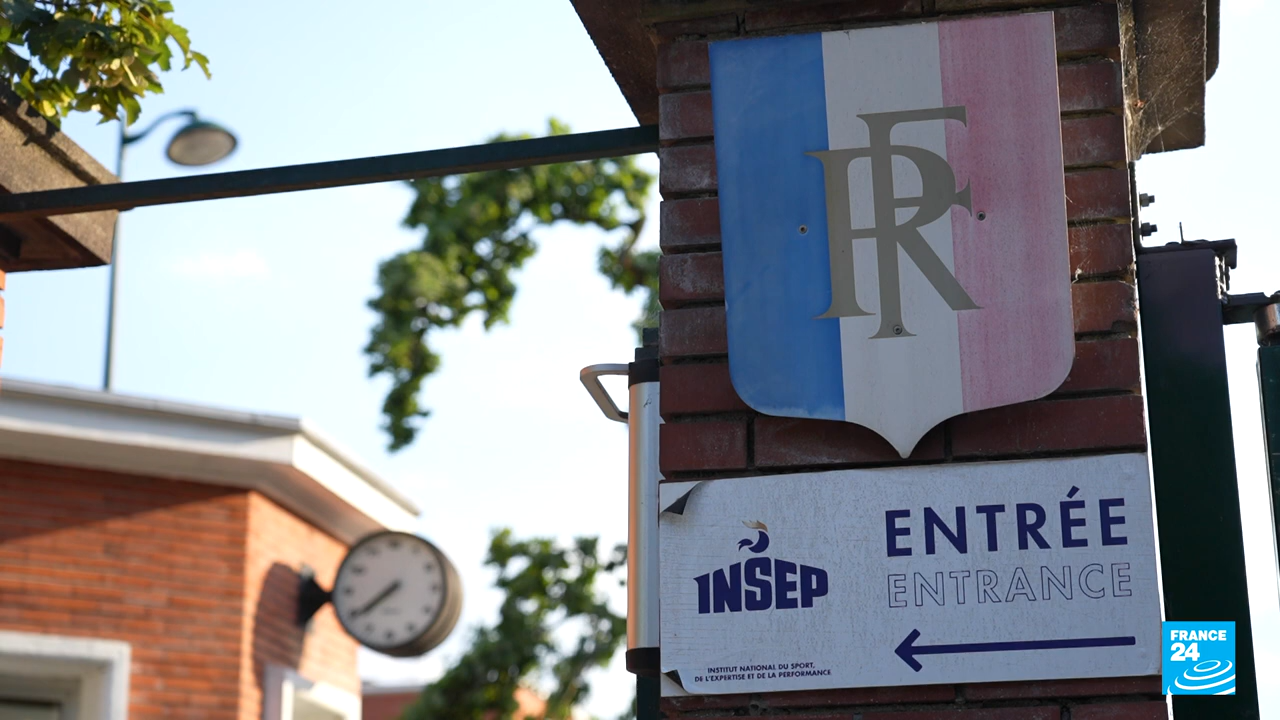 RF
INSEP
INSTITUT NATIONAL DU SPORT,
DE L'EXPERTISE ET DE LA PERFORMANCE
ENTRÉE
ENTRANCE
FRANCE
24